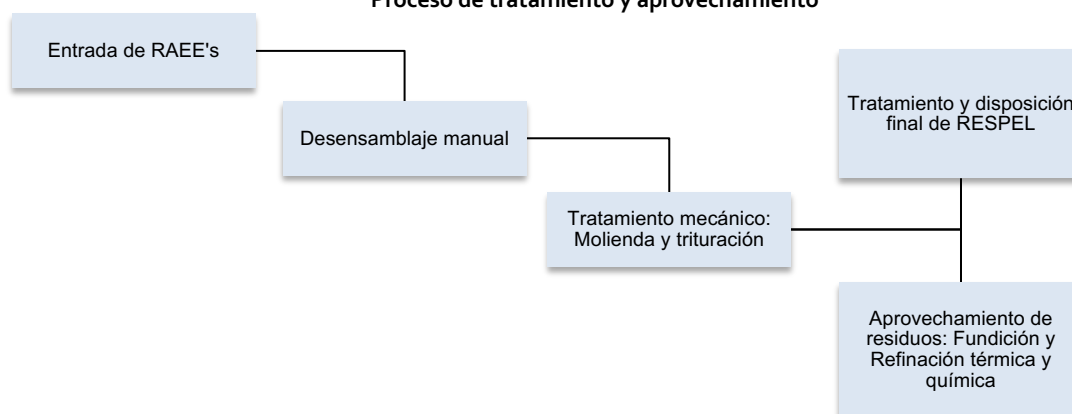 Proceso de tratamiento y aprovechamiento
Entrada de RAEE's
Desensamblaje manual
Tratamiento mecánico:
Molienda y trituración
Tratamiento y disposición
final de RESPEL
Aprovechamiento de
residuos: Fundición y
Refinación térmica y
química